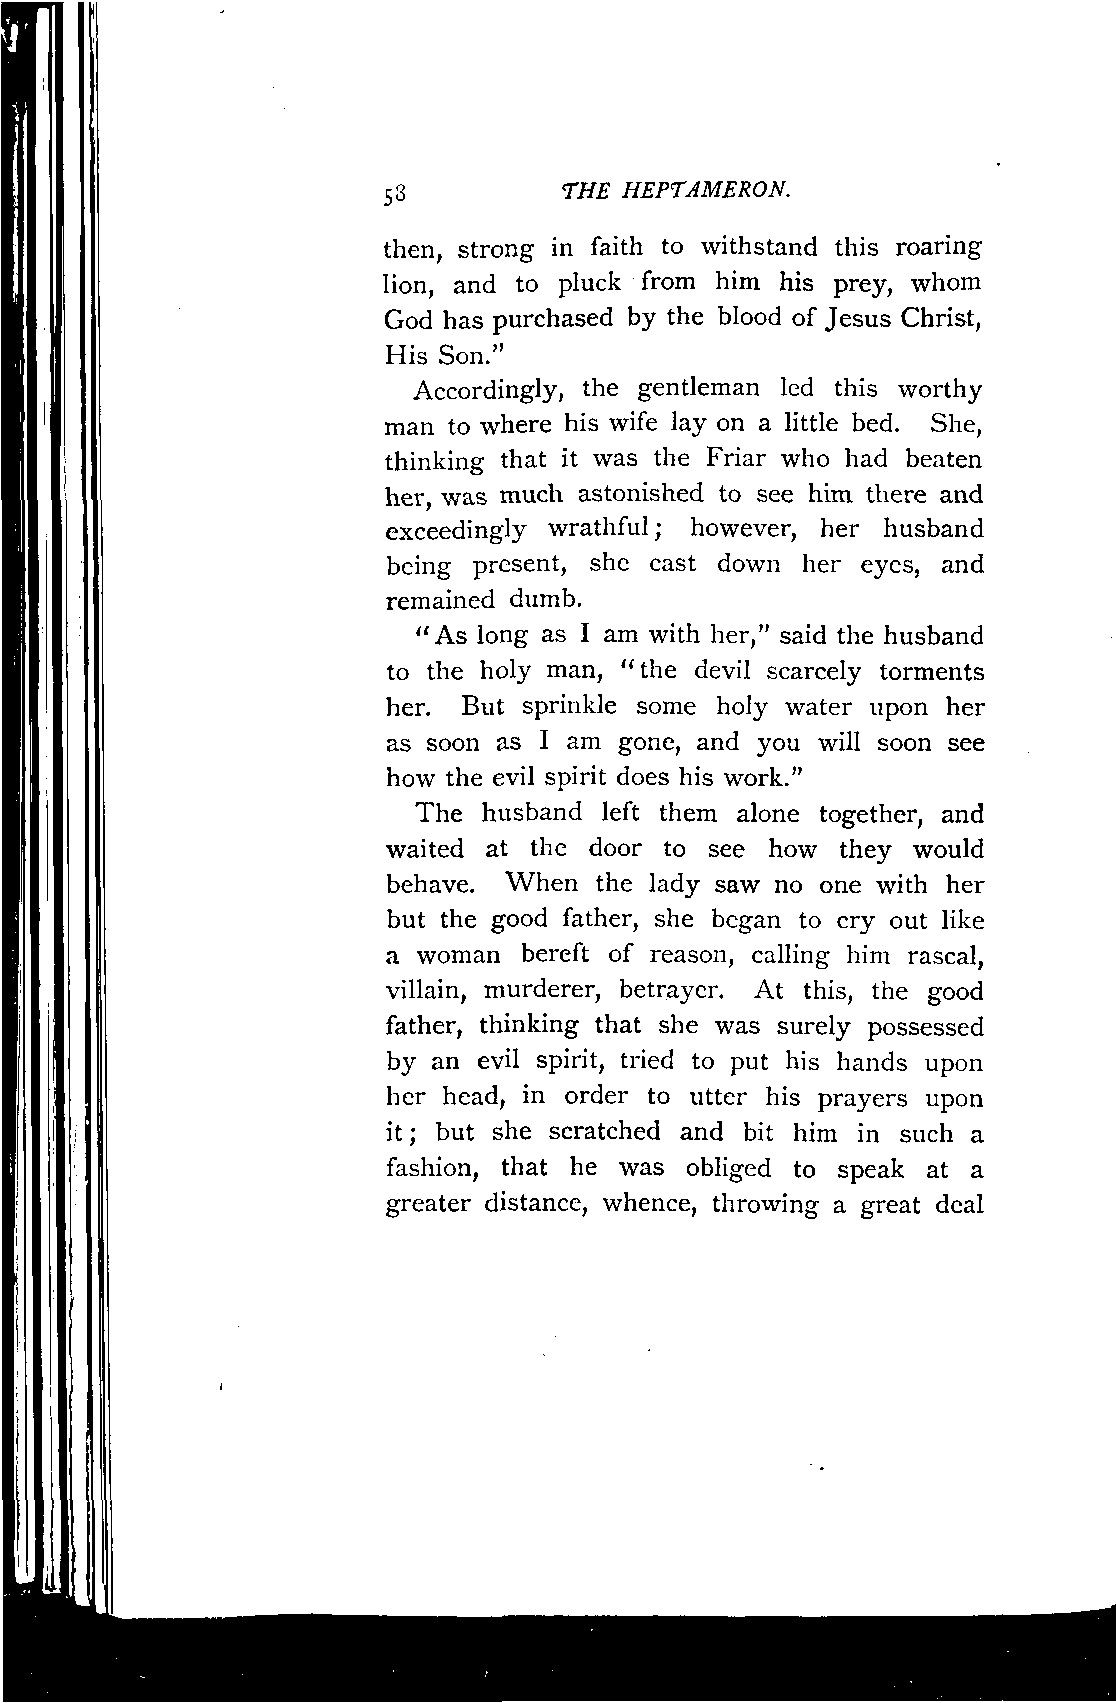 58 THE HEPTAMERON.
then, strong in faith to withstand this roaring
lion, and to pluck from him his prey, whom
God has purchased by the blood of Jesus Christ,
His Son."
Accordingly, the gentleman led this worthy
man to where his wife lay on a little bed. She,
thinking that it was the Friar who had beaten
her, was much astonished to see him there and
exceedingly wrathful; however, her husband
being present, she cast down her eyes, and
remained dumb.
"As long as I am with her," said the husband
to the holy man, "the devil scarcely torments
her. But sprinkle some holy water upon her
as soon as I am gone, and you will soon see
how the evil spirit does his work."
The husband left them alone together, and
waited at the door to see how they would
behave. When the lady saw no one with her
but the good father, she began to cry out like
a woman bereft of reason, calling him rascal,
villain, murderer, betrayer. At this, the good
father, thinking that she was surely possessed
by an evil spirit, tried to put his hands upon
her head, in order to utter his prayers upon
it; but she scratched and bit him in such a
fashion, that he was obliged to speak at a
greater distance, whence, throwing a great deal